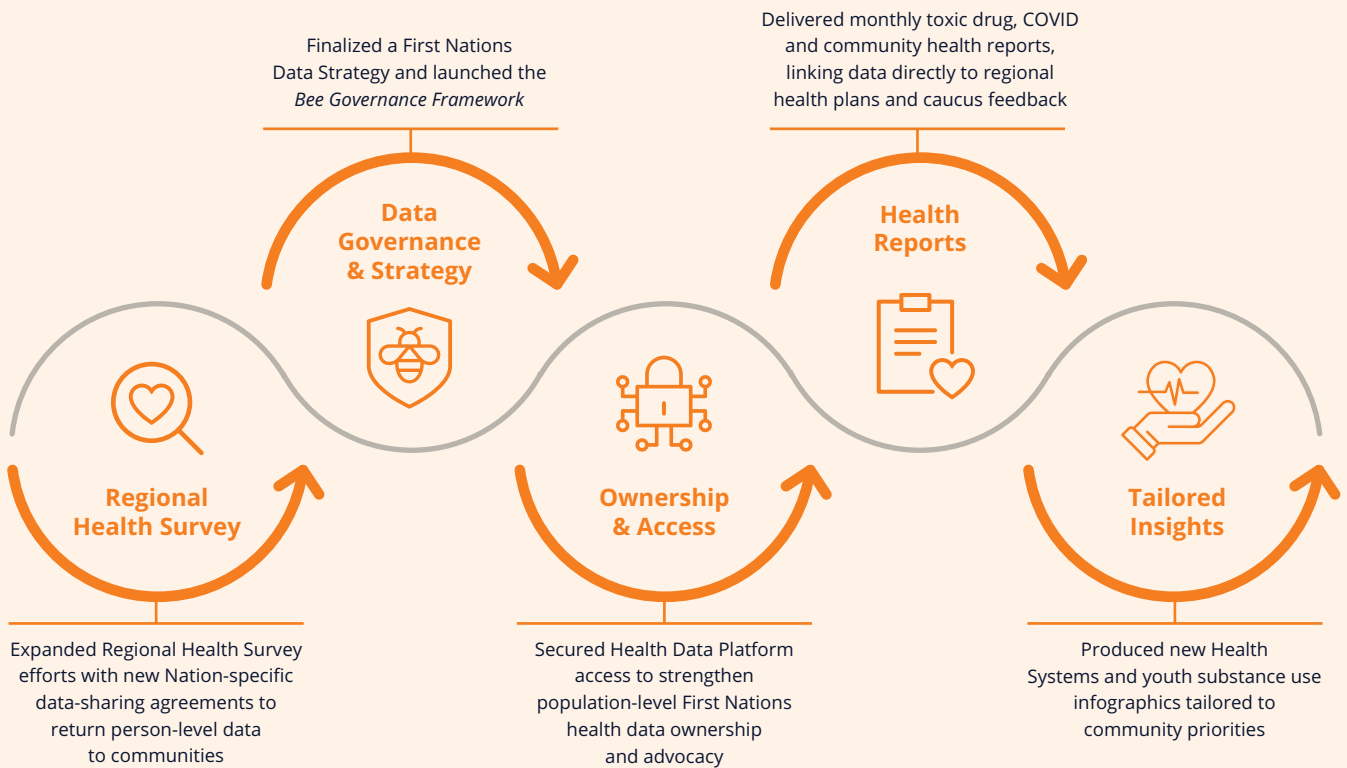 Regional
Health Survey
Expanded Regional Health Survey
efforts with new Nation-specific
data-sharing agreements to
return person-level data
to communities
Finalized a First Nations
Data Strategy and launched the
Bee Governance Framework
Data
Governance
& Strategy
Ownership
& Access
Secured Health Data Platform
access to strengthen
population-level First Nations
health data ownership
and advocacy
Delivered monthly toxic drug, COVID
and community health reports,
linking data directly to regional
health plans and caucus feedback
Health
Reports
Tailored
Insights
Produced new Health
Systems and youth substance use
infographics tailored to
community priorities